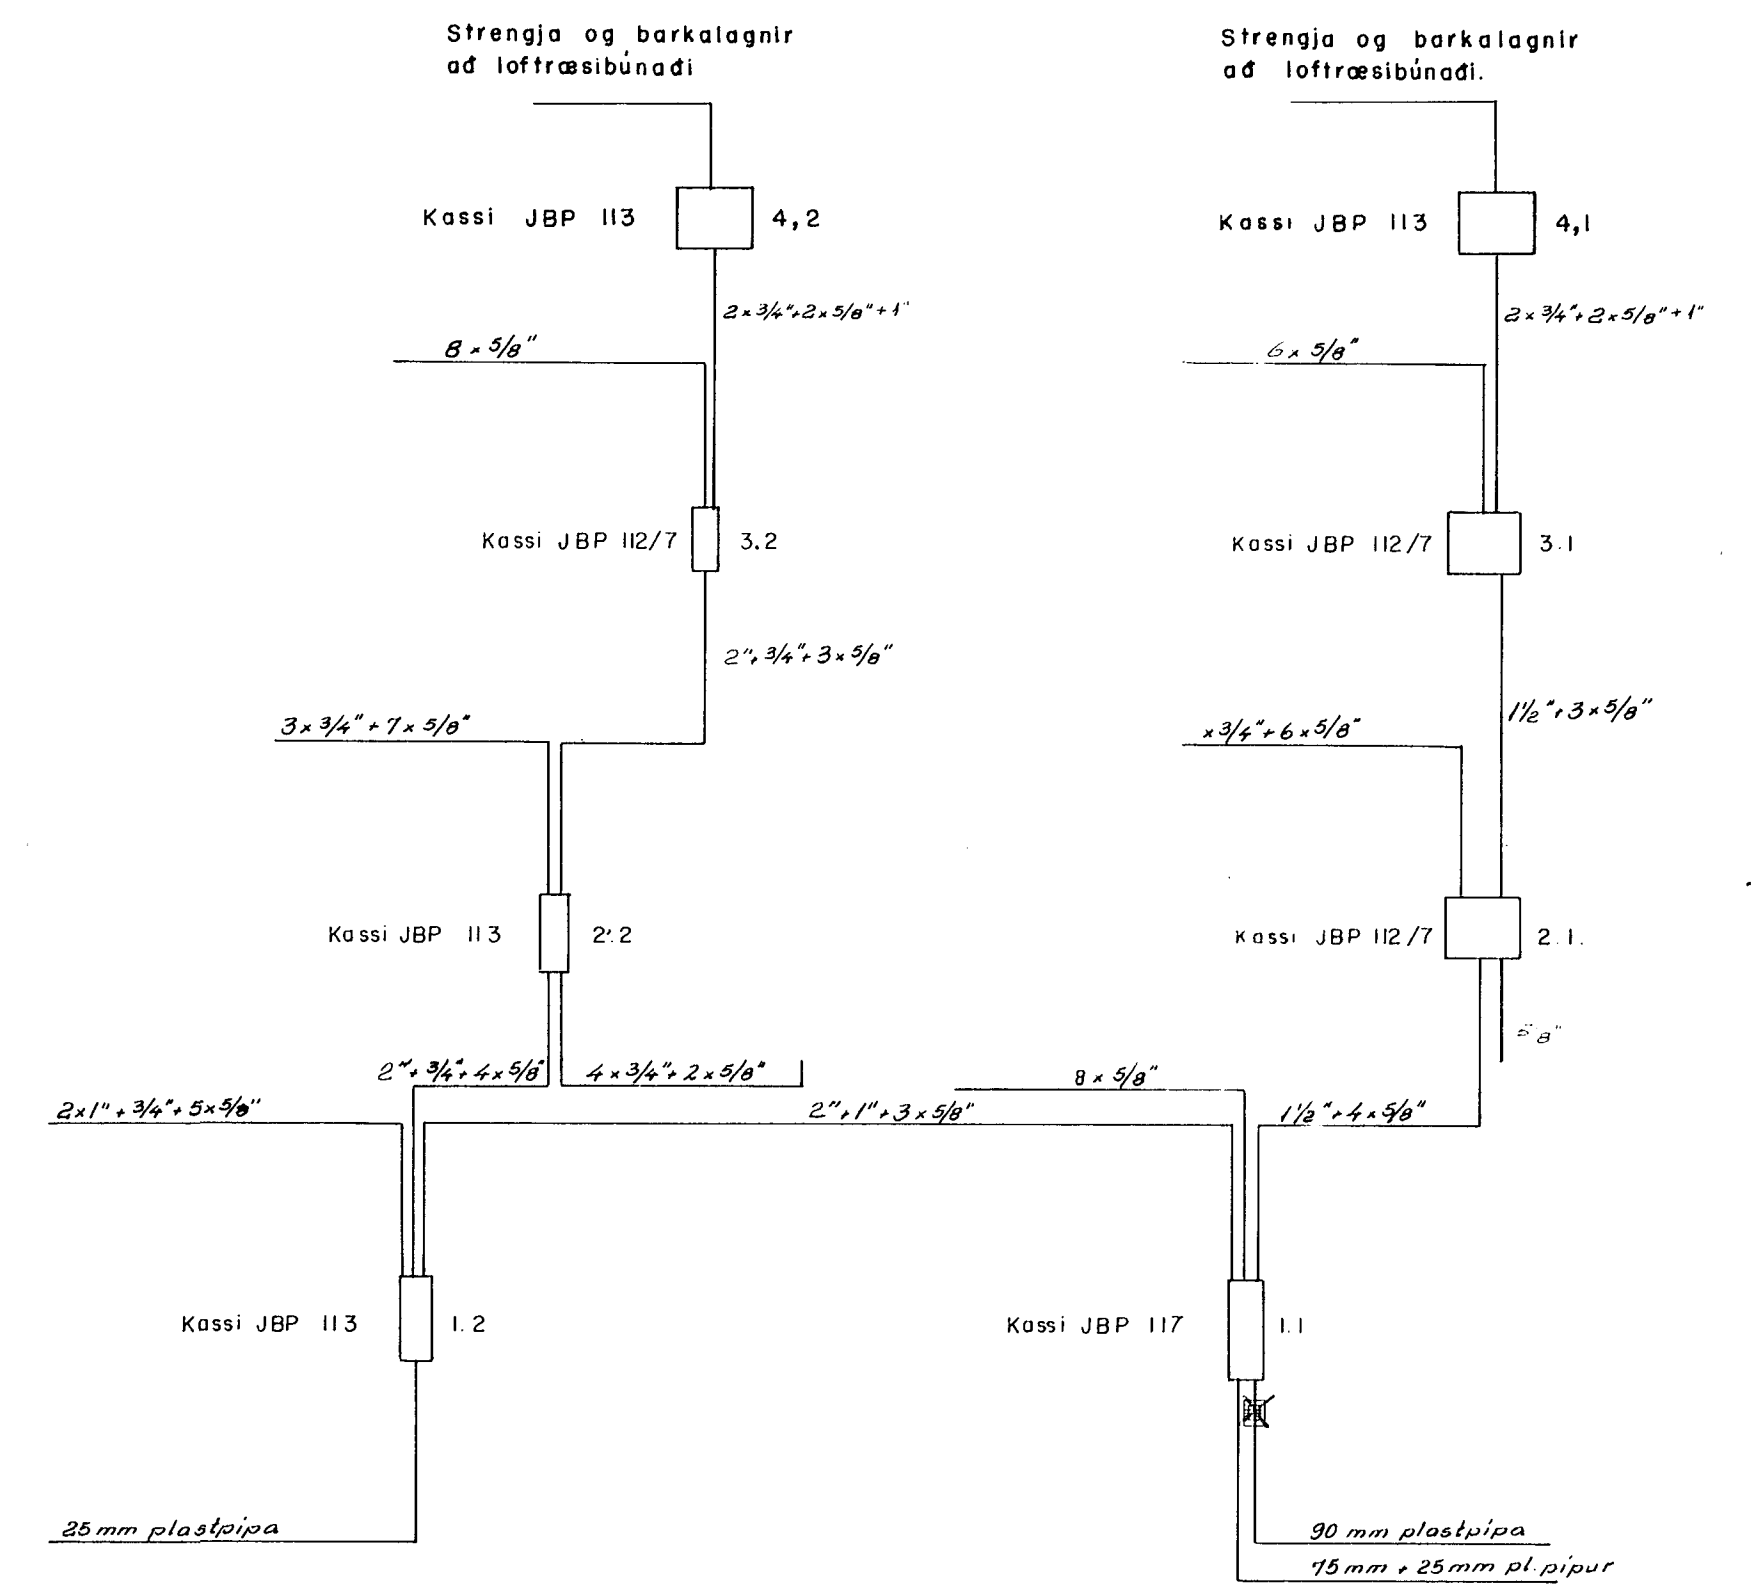 Strengja og barkalagnir
að loftræsibúnaði
Strengja og barkalagnir
að loftræsibúnaði.
Kassi JBP 113 4,2
Kassi JBP 113 4,1
2 x 3/4" + 2 x 5/8" + 1"
2 x 3/4" + 2 x 5/8" + 1"
8 x 5/8"
6 x 5/8"
Kassi JBP 112/7 3.2
Kassi JBP 112/7 3.1
2" + 3/4" + 3 x 5/8"
1 1/2" + 3 x 5/8"
3 x 3/4" + 7 x 5/8"
x 3/4" + 6 x 5/8"
Kassi JBP 113 2.2
Kassi JBP 112/7 2.1.
5 8"
2" + 3/4" + 4 x 5/8"
4 x 3/4" + 2 x 5/8"
8 x 5/8"
2 x 1" + 3/4" + 5 x 5/8"
2" + 1" + 3 x 5/8"
1 1/2" + 4 x 5/8"
Kassi JBP 113 1.2
Kassi JBP 117 1.1
25 mm plastpípa
90 mm plastpípa
75 mm + 25 mm pl. pípur